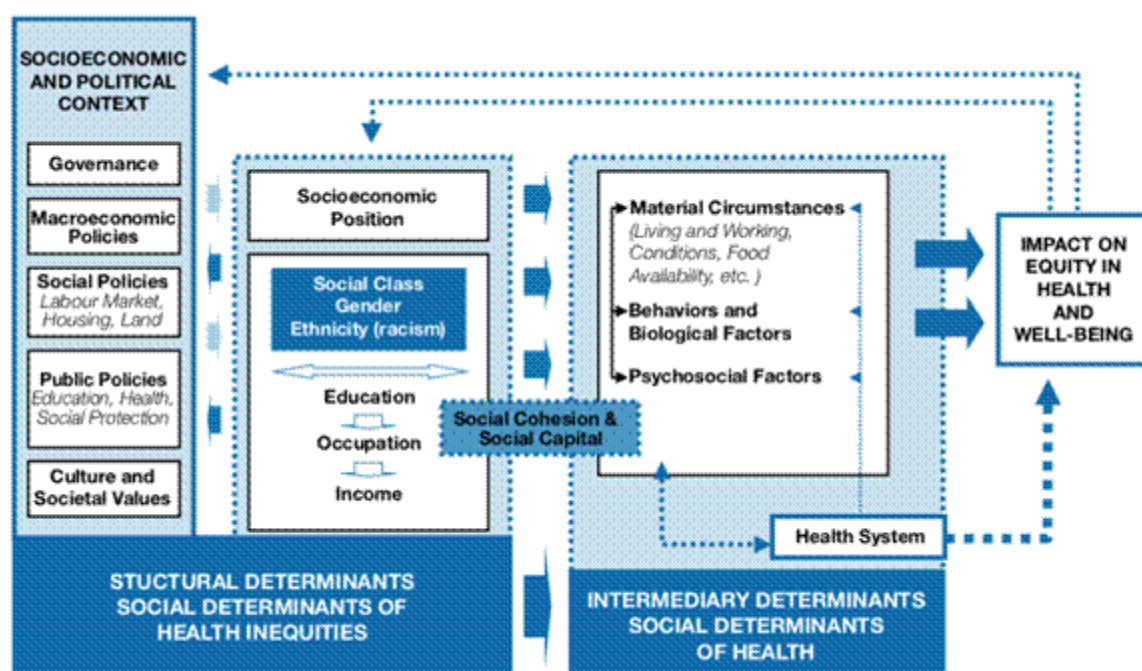 SOCIOECONOMIC
AND POLITICAL
CONTEXT
Governance
Macroeconomic
Policies
Social Policies
Labour Market,
Housing, Land
Public Policies
Education, Health,
Social Protection
Culture and
Societal Values
Socioeconomic
Position
Social Class
Gender
Ethnicity (racism)
Education
Occupation
Income
Social Cohesion &
Social Capital
Material Circumstances
(Living and Working,
Conditions, Food
Availability, etc. )
Behaviors and
Biological Factors
Psychosocial Factors
Health System
IMPACT ON
EQUITY IN
HEALTH
AND
WELL-BEING
STUCTURAL DETERMINANTS
SOCIAL DETERMINANTS OF
HEALTH INEQUITIES
INTERMEDIARY DETERMINANTS
SOCIAL DETERMINANTS
OF HEALTH